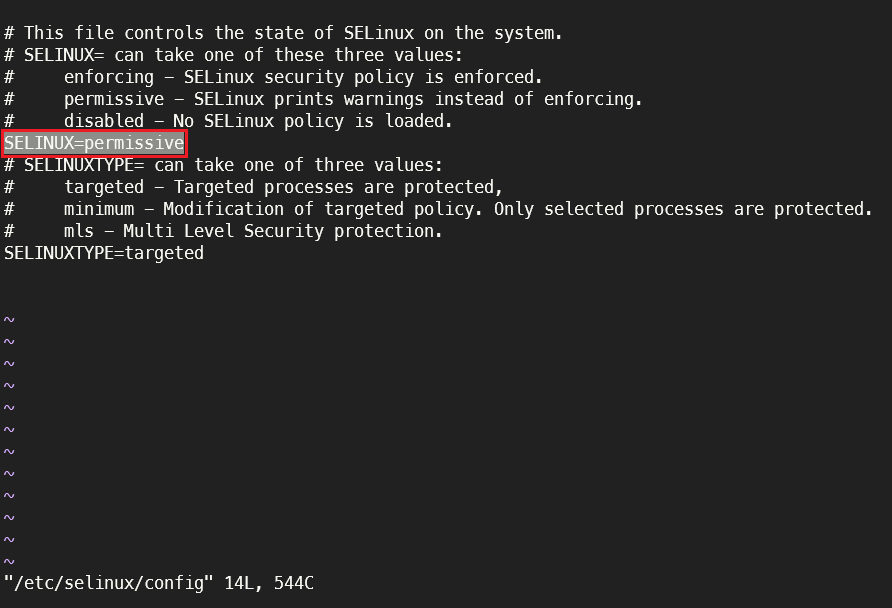 # This file controls the state of SELinux on the system.
# SELINUX= can take one of these three values:
#     enforcing - SELinux security policy is enforced.
#     permissive - SELinux prints warnings instead of enforcing.
#     disabled - No SELinux policy is loaded.
SELINUX=permissive
# SELINUXTYPE= can take one of three values:
#     targeted - Targeted processes are protected,
#     minimum - Modification of targeted policy. Only selected processes are protected.
#     mls - Multi Level Security protection.
SELINUXTYPE=targeted
~
~
~
~
~
~
~
~
~
~
~
~
"/etc/selinux/config" 14L, 544C